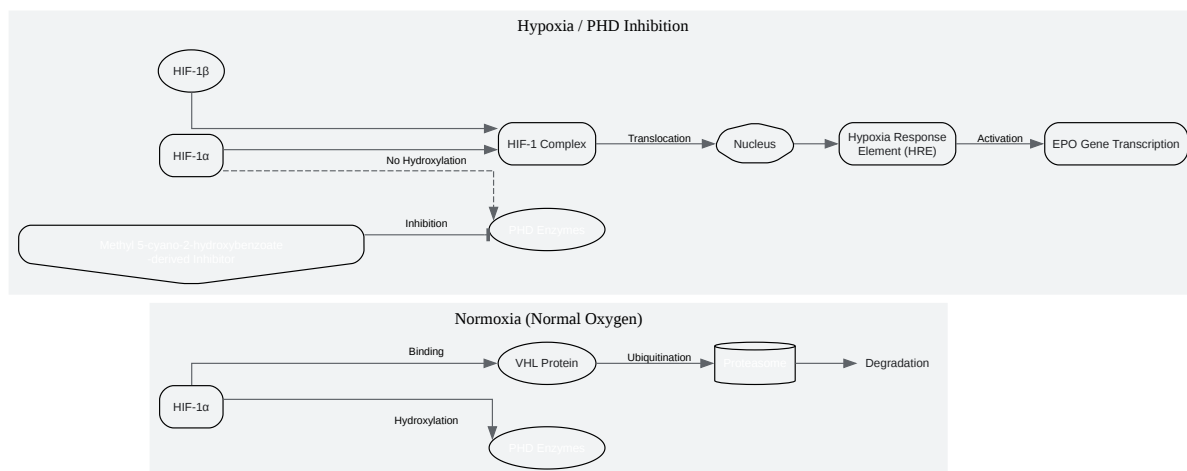 Hypoxia / PHD Inhibition
HIF-1β
HIF-1α
No Hydroxylation
HIF-1 Complex
Translocation
Nucleus
Hypoxia Response
Element (HRE)
Activation
EPO Gene Transcription
Methyl 5-cyano-2-hydroxybenzoate
-derived Inhibitor
Inhibition
PHD Enzymes
Normoxia (Normal Oxygen)
HIF-1α
Binding
VHL Protein
Ubiquitination
Proteasome
Degradation
Hydroxylation
PHD Enzymes